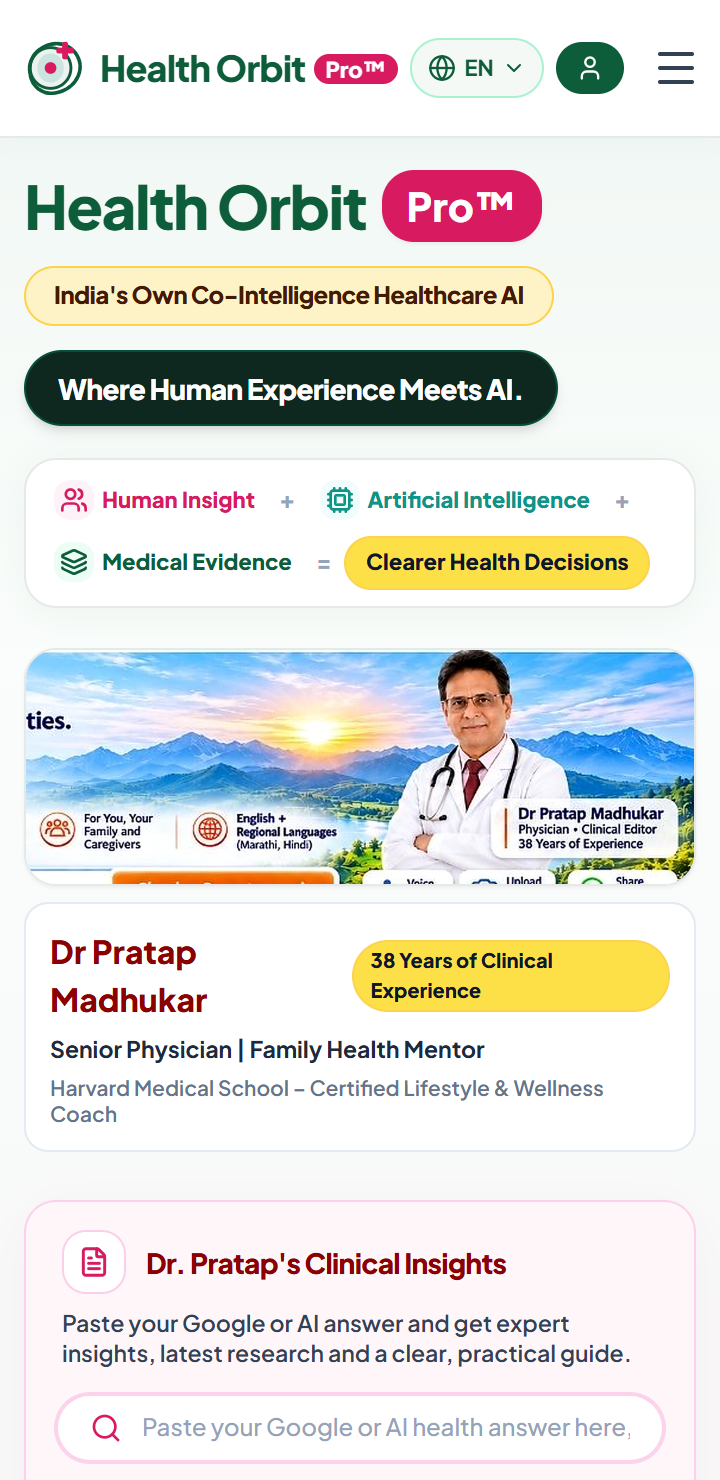 Health Orbit Pro™ EN
Health Orbit Pro™
India's Own Co-Intelligence Healthcare AI
Where Human Experience Meets AI.
Human Insight + Artificial Intelligence +
Medical Evidence = Clearer Health Decisions
ties.
For You, Your
Family and
Caregivers
English +
Regional Languages
(Marathi, Hindi)
Dr Pratap Madhukar
Physician • Clinical Editor
38 Years of Experience
Voice
Upload
Share
Dr Pratap
Madhukar
38 Years of Clinical
Experience
Senior Physician | Family Health Mentor
Harvard Medical School – Certified Lifestyle & Wellness
Coach
Dr. Pratap's Clinical Insights
Paste your Google or AI answer and get expert
insights, latest research and a clear, practical guide.
Paste your Google or AI health answer here,